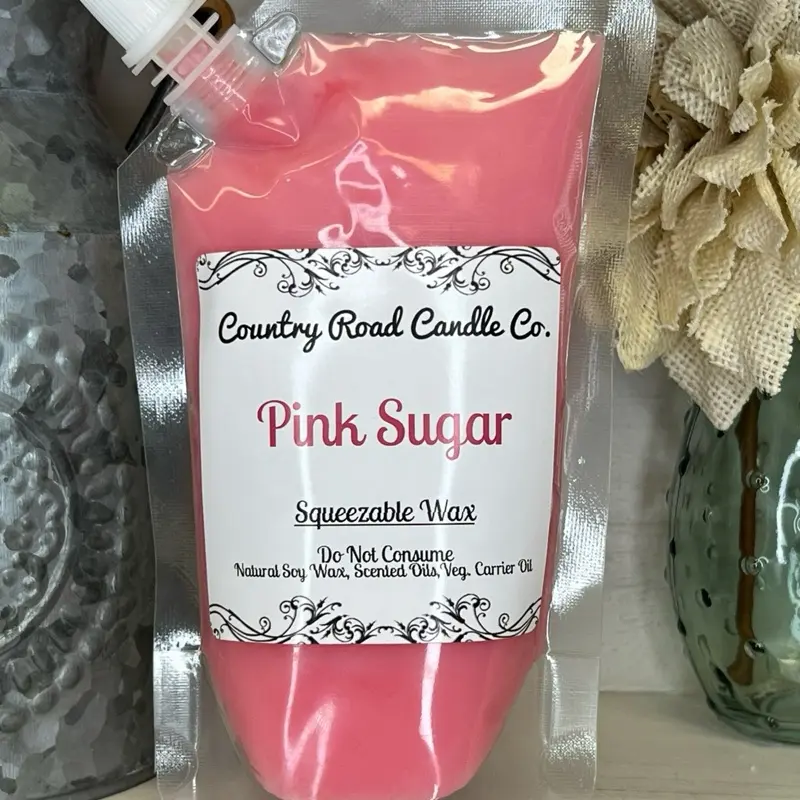 Country Road Candle Co.
Pink Sugar
Squeezable Wax
Do Not Consume
Natural Soy Wax, Scented Oils,Veg. Carrier Oil